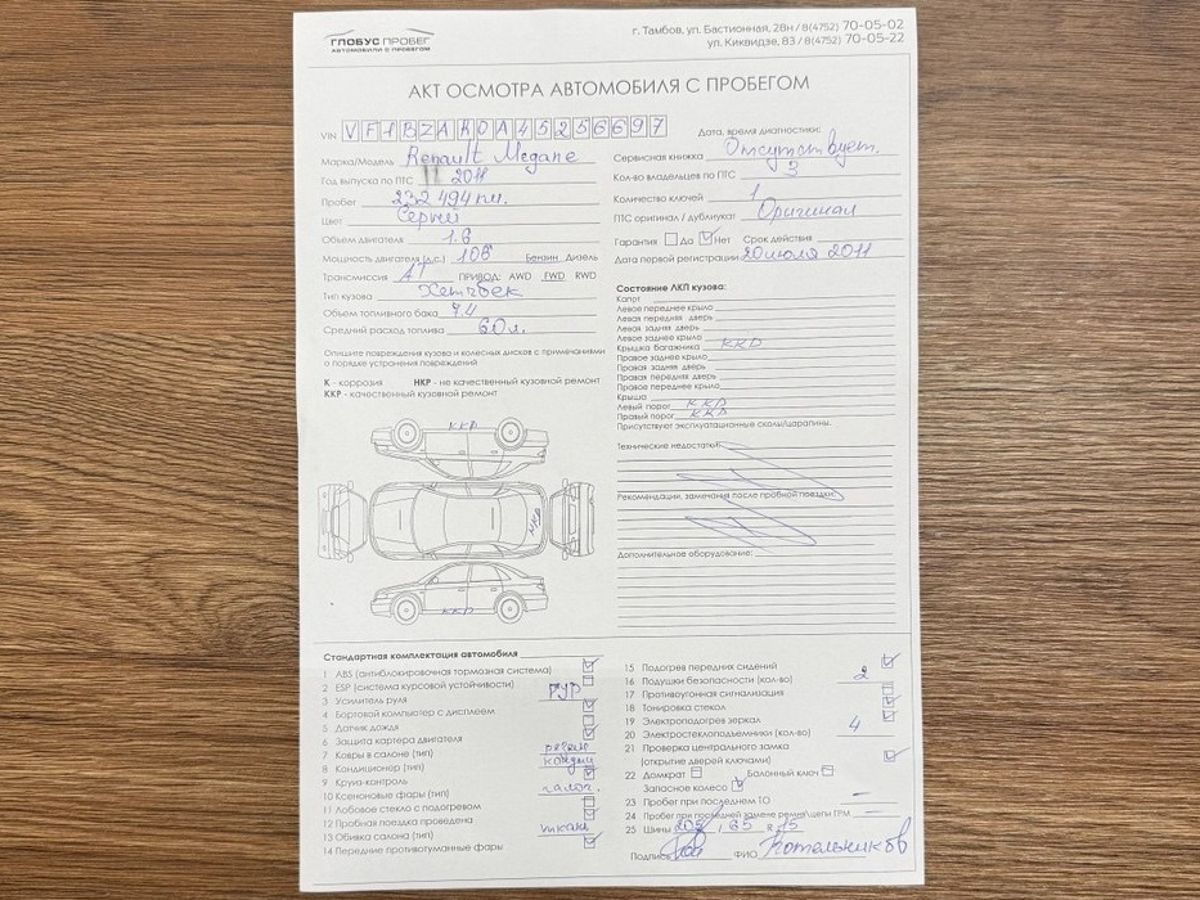 ГЛОБУС ПРОБЕГ
АВТОМОБИЛИ С ПРОБЕГОМ
г. Тамбов, ул. Бастионная, 28н / 8(4752) 70-05-02
ул. Киквидзе, 83 / 8(4752) 70-05-22
АКТ ОСМОТРА АВТОМОБИЛЯ С ПРОБЕГОМ
VIN VF1BZAK0A45256697
Марка/Модель Renault Megane
Год выпуска по ПТС 2011
Пробег 232 494 км.
Цвет Серый
Объем двигателя 1.6
Мощность двигателя (л.с.) 106 Бензин Дизель
Трансмиссия АТ ПРИВОД: AWD FWD RWD
Тип кузова Хетчбек
Объем топливного бака 7.4
Средний расход топлива 60л.
Опишите повреждения кузова и колесных дисков с примечаниями
о порядке устранения повреждений
К - коррозия НКР - не качественный кузовной ремонт
ККР - качественный кузовной ремонт
ККР
ККР
ККР
Дата, время диагностики:
Сервисная книжка Отсутствует.
Кол-во владельцев по ПТС 3
Количество ключей 1
ПТС оригинал / дубликат Оригинал
Гарантия Да Нет Срок действия
Дата первой регистрации 20 июля 2011
Состояние ЛКП кузова:
Капот
Левое переднее крыло
Левая передняя дверь
Левая задняя дверь
Левое заднее крыло
Крышка багажника ККР
Правое заднее крыло
Правая задняя дверь
Правая передняя дверь
Правое переднее крыло
Крыша
Левый порог ККР
Правый порог ККР
Присутствуют эксплуатационные сколы/царапины.
Технические недостатки:
Рекомендации, замечания после пробной поездки:
Дополнительное оборудование:
Стандартная комплектация автомобиля
1 ABS (антиблокировочная тормозная система)
2 ESP (система курсовой устойчивости)
3 Усилитель руля ГУР
4 Бортовой компьютер с дисплеем
5 Датчик дождя
6 Защита картера двигателя
7 Ковры в салоне (тип)
8 Кондиционер (тип) кондиц
9 Круиз-контроль
10 Ксеноновые фары (тип) галог.
11 Лобовое стекло с подогревом
12 Пробная поездка проведена
13 Обивка салона (тип) ткань
14 Передние противотуманные фары
15 Подогрев передних сидений
16 Подушки безопасности (кол-во) 2
17 Противоугонная сигнализация
18 Тонировка стекол
19 Электроподогрев зеркал
20 Электростеклоподъемники (кол-во) 4
21 Проверка центрального замка
(открытие дверей ключами)
22 Домкрат Балонный ключ
Запасное колесо
23 Пробег при последнем ТО –
24 Пробег при последней замене ремня\цепи ГРМ –
25 Шины 205 / 65 R 15
Подпись ФИО Котельников